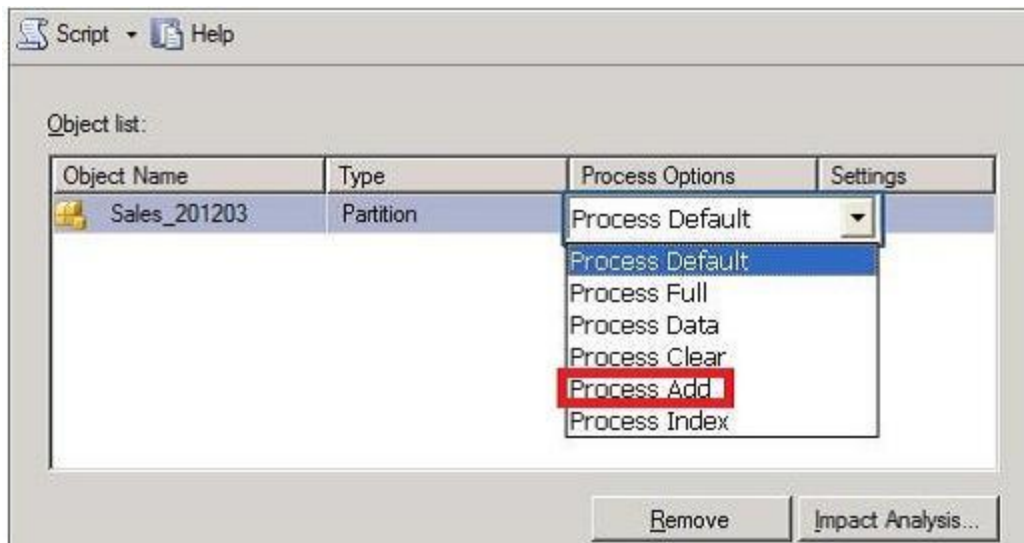 Script Help
Object list:
Object Name Type Process Options Settings
Sales_201203 Partition Process Default
Process Default
Process Full
Process Data
Process Clear
Process Add
Process Index
Remove Impact Analysis...